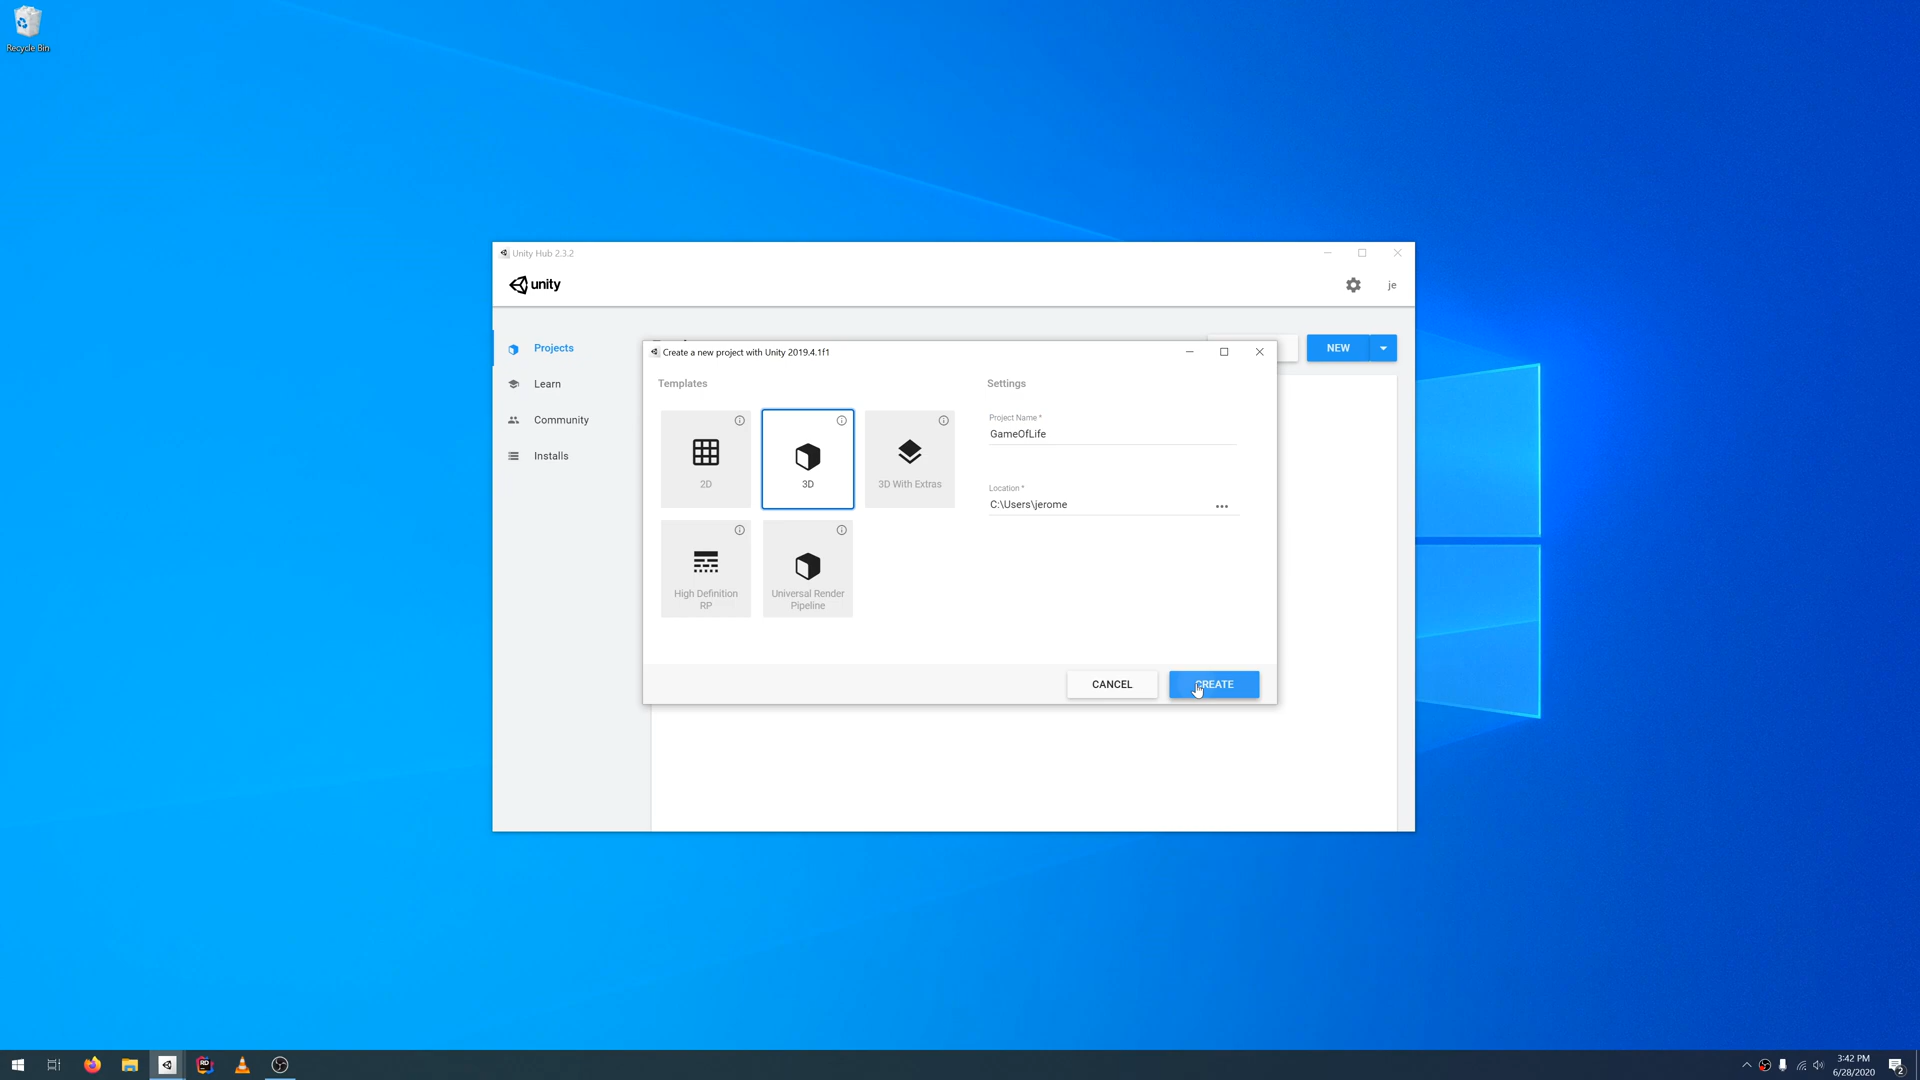 Recycle Bin
Unity Hub 2.3.2
unity
je
Projects
Learn
Community
Installs
NEW
Create a new project with Unity 2019.4.1f1
Templates
2D
3D
3D With Extras
High Definition
RP
Universal Render
Pipeline
Settings
Project Name *
GameOfLife
Location *
C:\Users\jerome
CANCEL
CREATE
RD
3:42 PM
6/28/2020
2